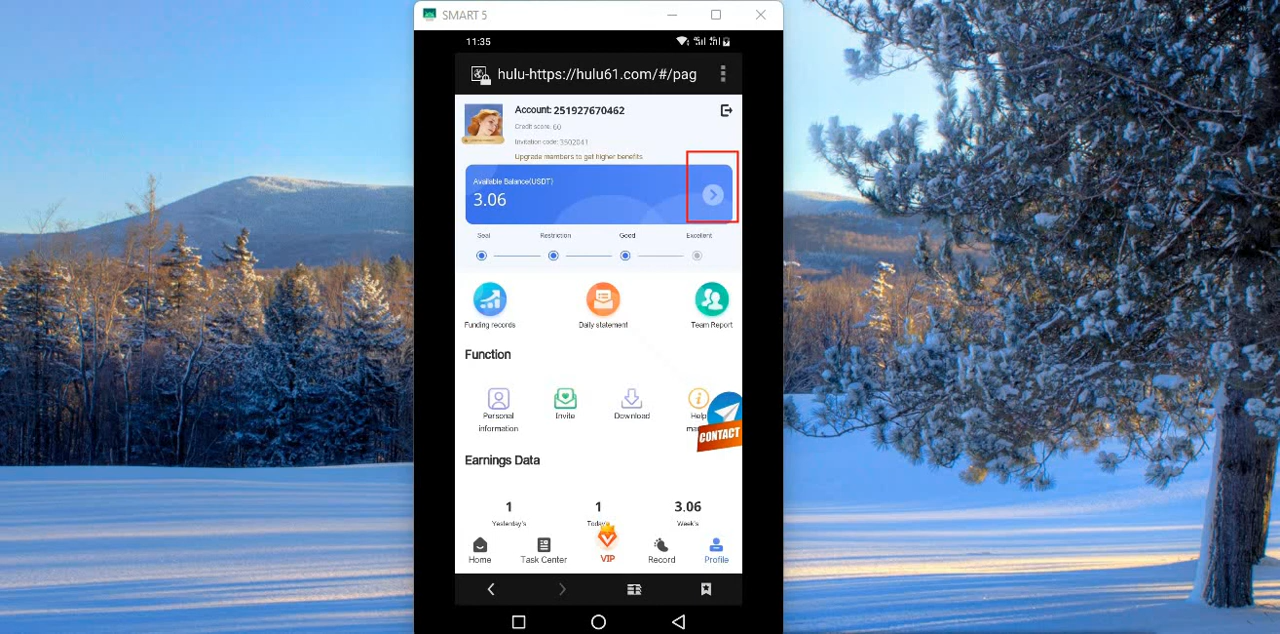 SMART 5
11:35
hulu-https://hulu61.com/#/pag
Account: 251927670462
Credit score: 60
Invitation code: 3502041
Upgrade members to get higher benefits
Available Balance(USDT)
3.06
Seal
Restriction
Good
Excellent
Funding records
Daily statement
Team Report
Function
Personal information
Invite
Download
Help
CONTACT
Earnings Data
1
1
3.06
Yesterday's
Today's
Week's
Home
Task Center
VIP
Record
Profile